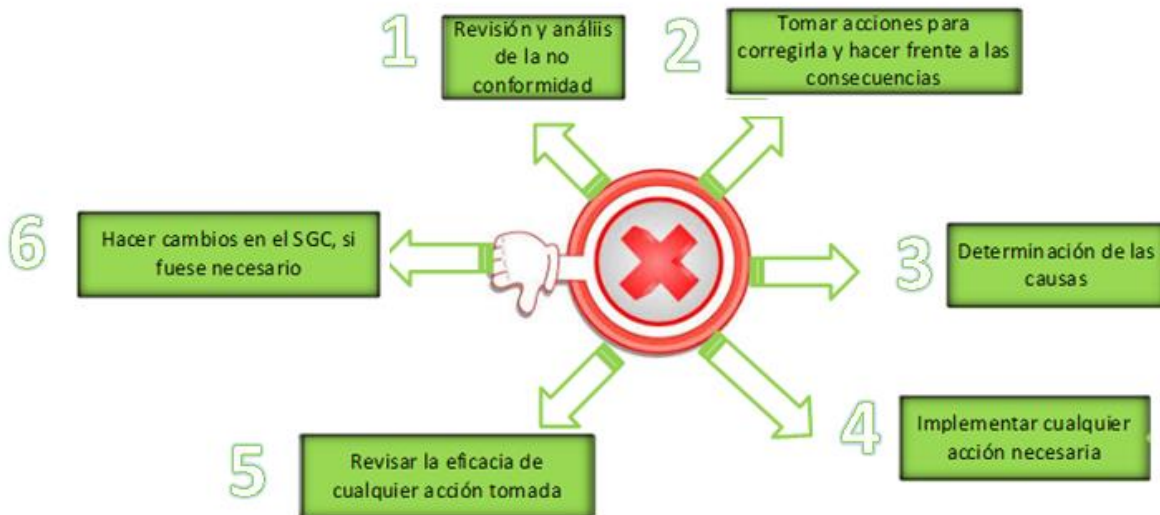 1
Revisión y análiis
de la no
conformidad
2
Tomar acciones para
corregirla y hacer frente a las
consecuencias
3
Determinación de las
causas
4
Implementar cualquier
acción necesaria
5
Revisar la eficacia de
cualquier acción tomada
6
Hacer cambios en el SGC, si
fuese necesario